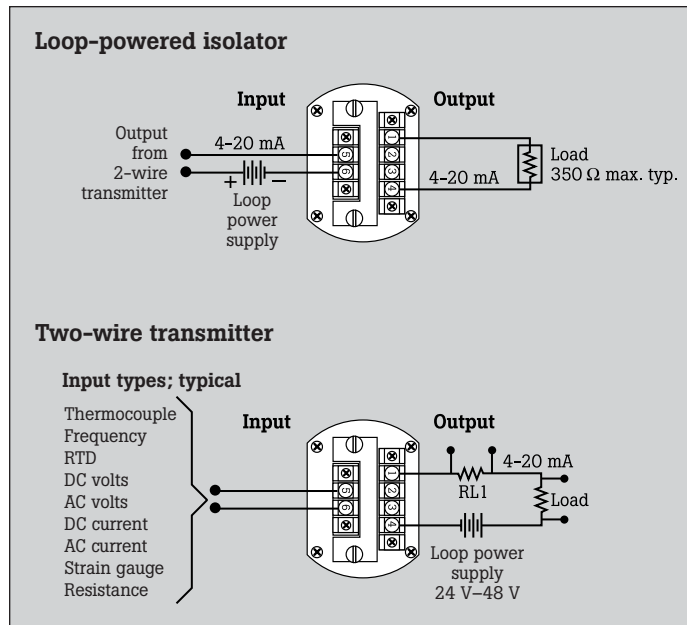 Loop-powered isolator
Input
Output
Output
from
2-wire
transmitter
4-20 mA
+
–
Loop
power
supply
5
6
1
2
3
4
4-20 mA
Load
350 Ω max. typ.
Two-wire transmitter
Input types; typical
Thermocouple
Frequency
RTD
DC volts
AC volts
DC current
AC current
Strain gauge
Resistance
Input
Output
5
6
1
2
3
4
RL1
4-20 mA
Load
Loop power
supply
24 V–48 V